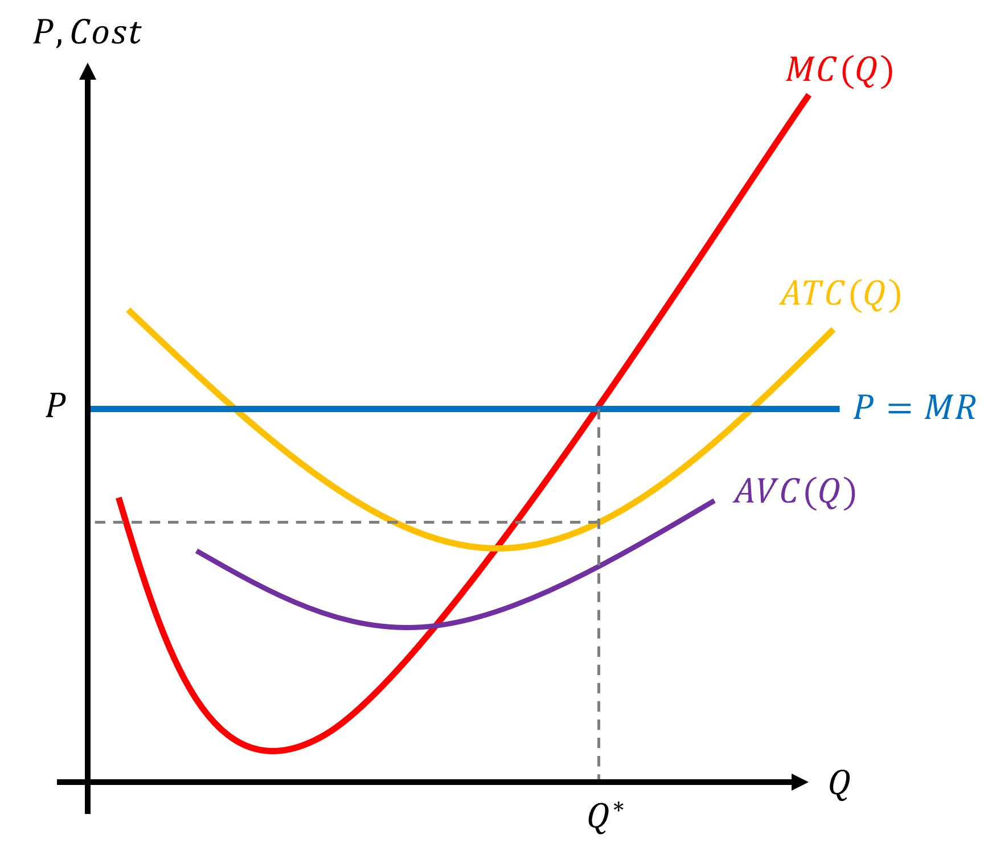 P, Cost
MC(Q)
ATC(Q)
P
P = MR
AVC(Q)
Q
Q*